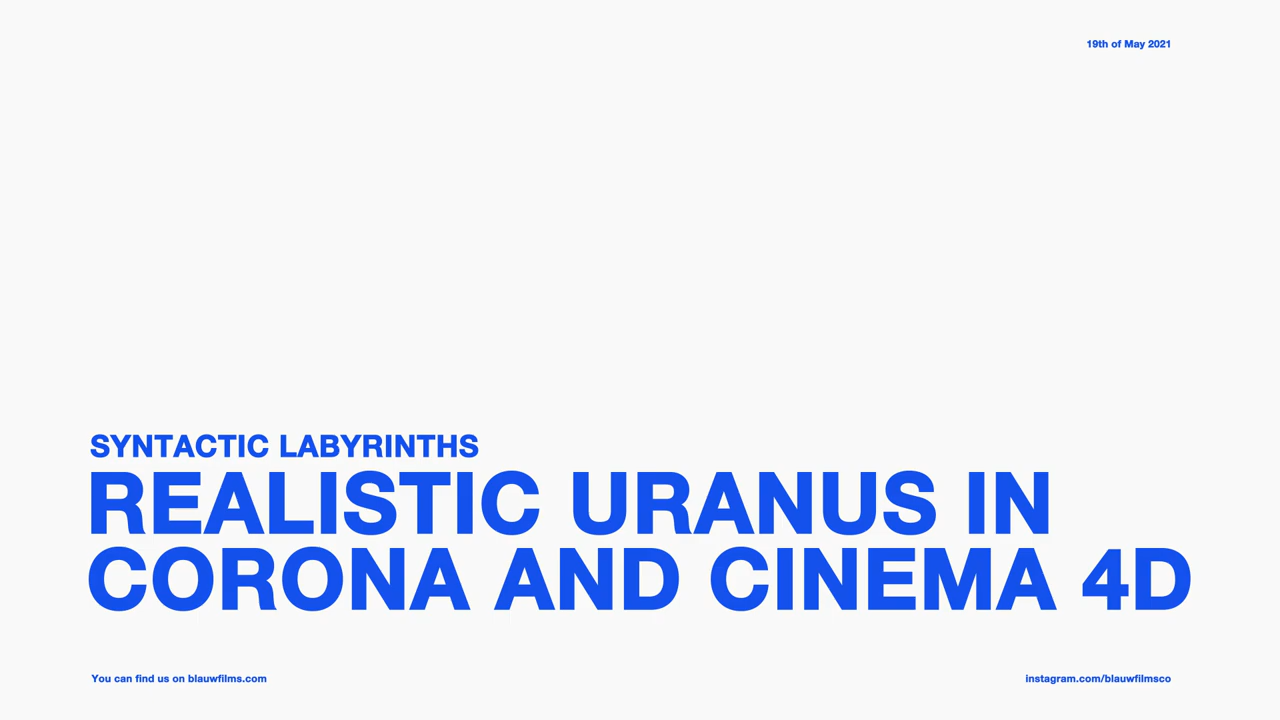 19th of May 2021
SYNTACTIC LABYRINTHS
REALISTIC URANUS IN
CORONA AND CINEMA 4D
You can find us on blauwfilms.com
instagram.com/blauwfilmsco